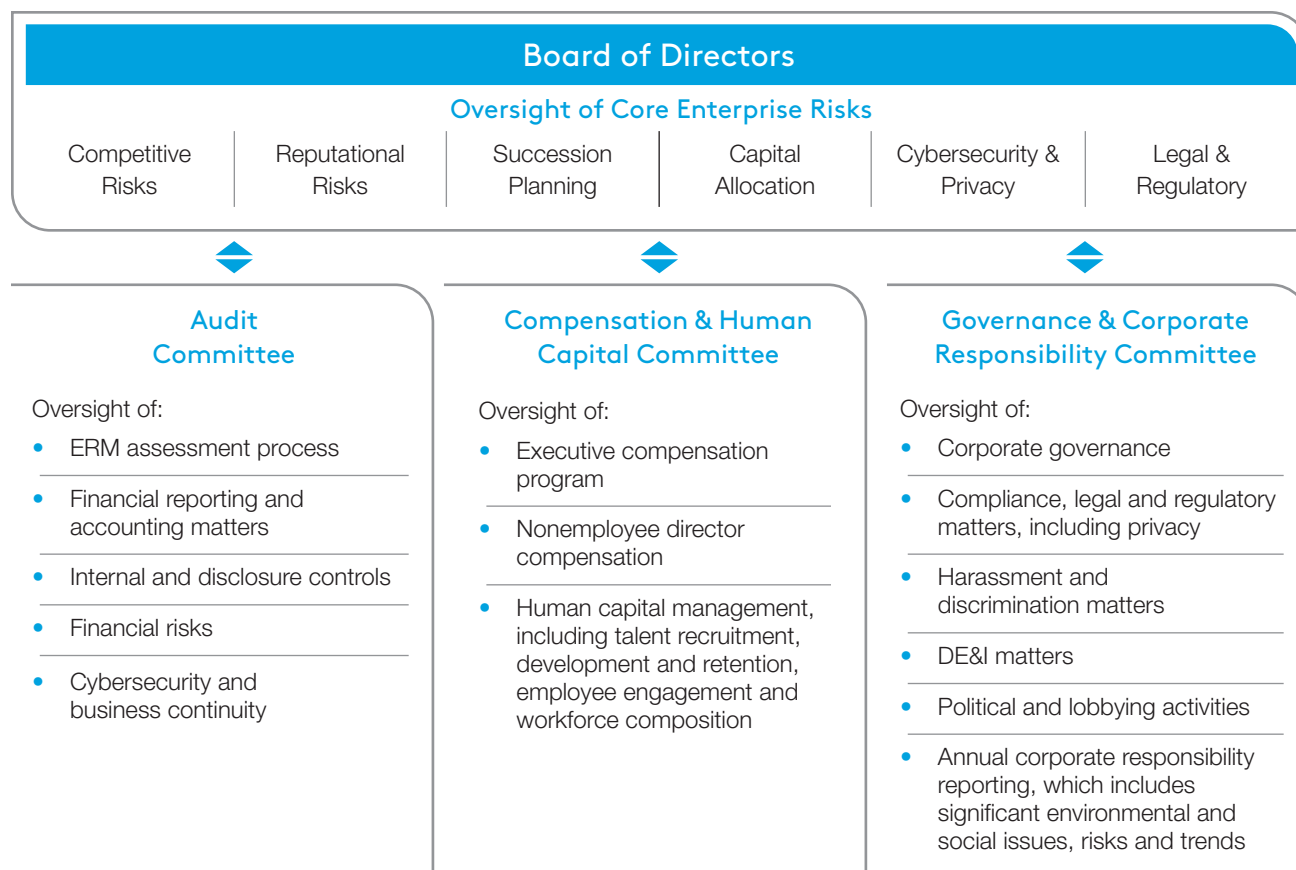 Board of Directors
Oversight of Core Enterprise Risks
Competitive
Risks
Reputational
Risks
Succession
Planning
Capital
Allocation
Cybersecurity &
Privacy
Legal &
Regulatory
Audit
Committee
Oversight of:
• ERM assessment process
• Financial reporting and
accounting matters
• Internal and disclosure controls
• Financial risks
• Cybersecurity and
business continuity
Compensation & Human
Capital Committee
Oversight of:
• Executive compensation
program
• Nonemployee director
compensation
• Human capital management,
including talent recruitment,
development and retention,
employee engagement and
workforce composition
Governance & Corporate
Responsibility Committee
Oversight of:
• Corporate governance
• Compliance, legal and regulatory
matters, including privacy
• Harassment and
discrimination matters
• DE&I matters
• Political and lobbying activities
• Annual corporate responsibility
reporting, which includes
significant environmental and
social issues, risks and trends